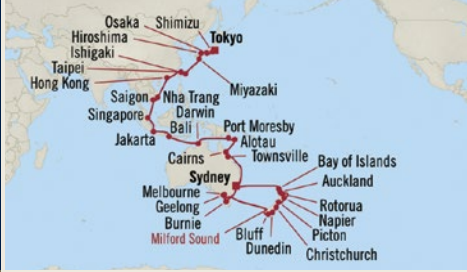 Osaka
Shimizu
Hiroshima
Tokyo
Ishigaki
Taipei
Hong Kong
Miyazaki
Saigon
Nha Trang
Singapore
Darwin
Bali
Port Moresby
Jakarta
Alotau
Cairns
Townsville
Bay of Islands
Sydney
Auckland
Melbourne
Rotorua
Geelong
Napier
Burnie
Picton
Milford Sound
Bluff
Dunedin
Christchurch